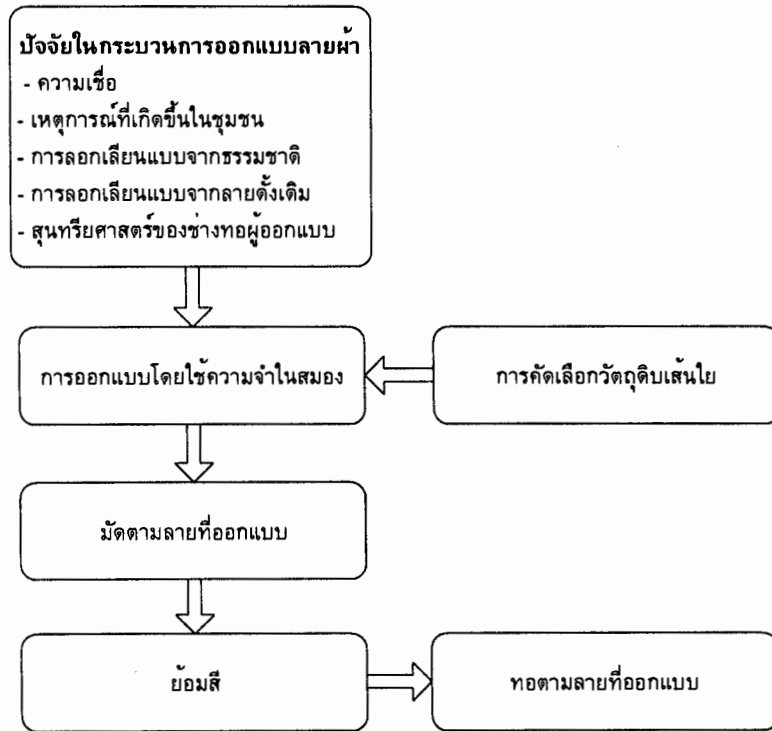 ปัจจัยในกระบวนการออกแบบลายผ้า
- ความเชื่อ
- เหตุการณ์ที่เกิดขึ้นในชุมชน
- การลอกเลียนแบบจากธรรมชาติ
- การลอกเลียนแบบจากลายดั้งเดิม
- สุนทรียศาสตร์ของช่างทอผู้ออกแบบ
การออกแบบโดยใช้ความจำในสมอง
การคัดเลือกวัตถุดิบเส้นใย
มัดตามลายที่ออกแบบ
ย้อมสี
ทอตามลายที่ออกแบบ